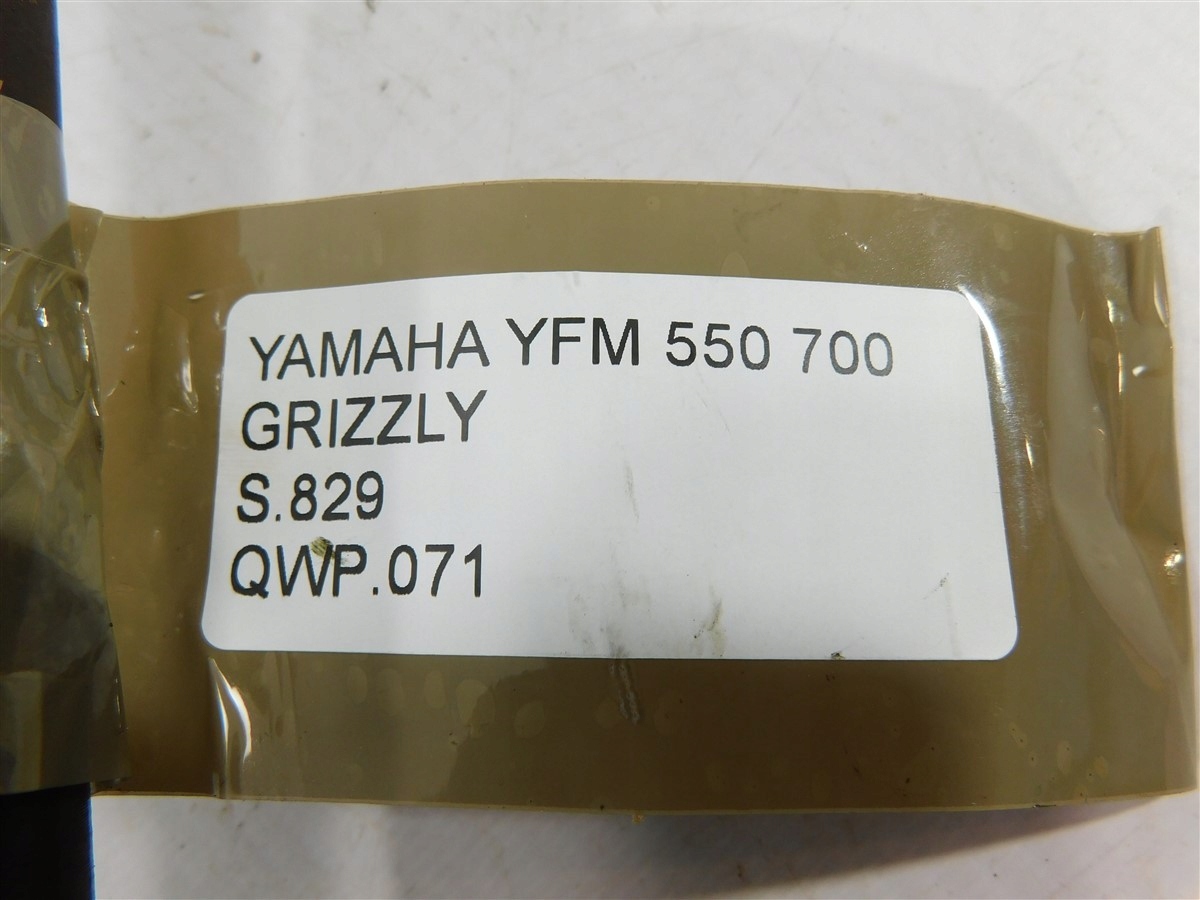 YAMAHA YFM 550 700
GRIZZLY
S.829
QWP.071